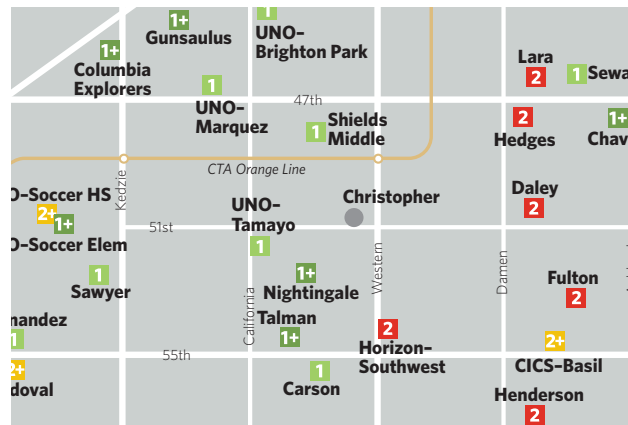 1+
Gunsaulus
1
UNO–
Brighton Park
1+
Columbia
Explorers
1
UNO–
Marquez
Lara
2
1
Sewa
47th
1
Shields
Middle
2
Hedges
1+
Chav
CTA Orange Line
Kedzie
O–Soccer HS
2+
1+
O–Soccer Elem
51st
UNO–
Tamayo
1
Christopher
Daley
2
1
Sawyer
1+
Nightingale
California
Western
Damen
Fulton
2
nandez
1
Talman
1+
2
Horizon–
Southwest
2+
CICS–Basil
55th
2+
doval
1
Carson
Henderson
2